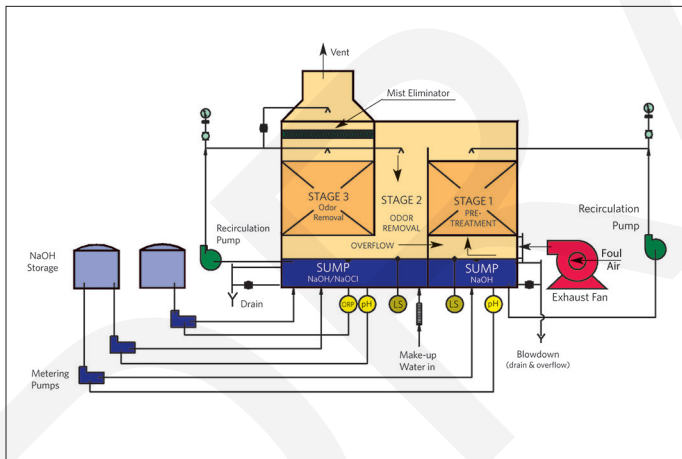 Vent
Mist Eliminator
STAGE 3
Odor
Removal
STAGE 2
ODOR
REMOVAL
STAGE 1
PRE-
TREATMENT
Recirculation
Pump
Recirculation
Pump
OVERFLOW
NaOH
Storage
SUMP
NaOH/NaOCl
SUMP
NaOH
Foul
Air
Exhaust Fan
Drain
ORP
pH
LS
LS
pH
Make-up
Water in
Blowdown
(drain & overflow)
Metering
Pumps